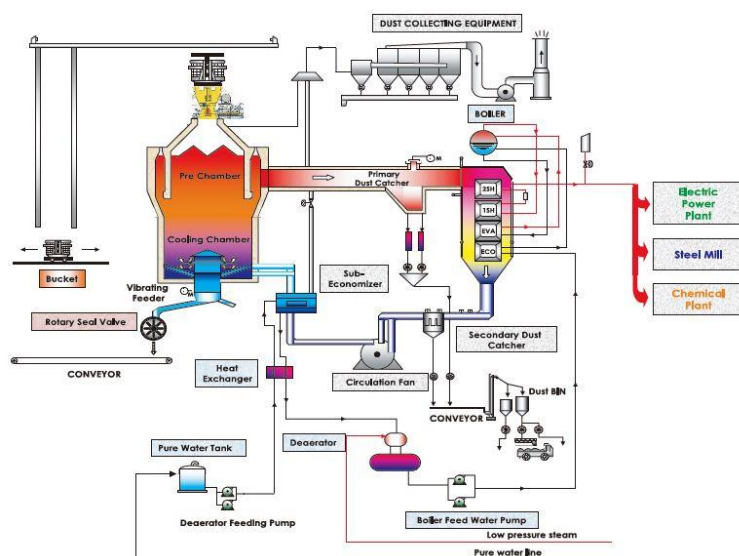 DUST COLLECTING EQUIPMENT
BOILER
Pre Chamber
Primary
Dust Catcher
M
2SH
1SH
EVA
ECO
Electric
Power
Plant
Steel Mill
Chemical
Plant
Cooling Chamber
Bucket
Vibrating
Feeder
M
Sub-
Economizer
Rotary Seal Valve
Secondary Dust
Catcher
CONVEYOR
Heat
Exchanger
Circulation Fan
Dust BIN
CONVEYOR
Pure Water Tank
Deaerator
Deaerator Feeding Pump
Boiler Feed Water Pump
Low pressure steam
Pure water line